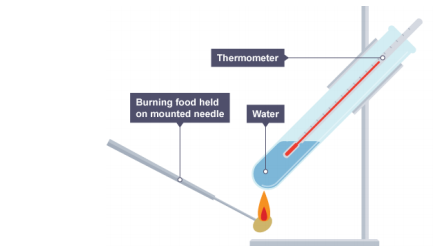 Thermometer
Burning food held
on mounted needle
Water